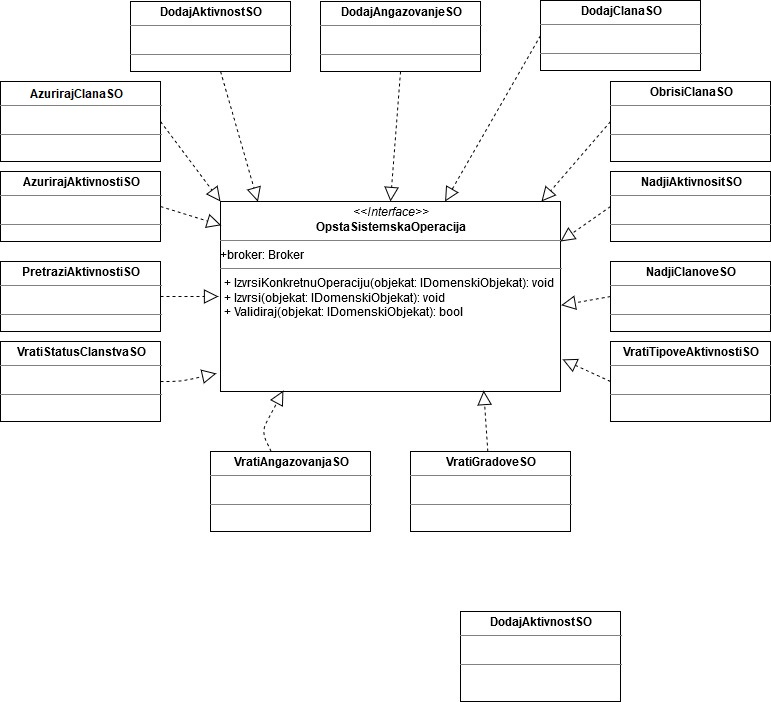 DodajAktivnostSO
DodajAngazovanjeSO
DodajClanaSO
AzurirajClanaSO
ObrisiClanaSO
AzurirajAktivnostiSO
NadjiAktivnositSO
<<Interface>>
OpstaSistemskaOperacija
+broker: Broker
+ IzvrsiKonkretnuOperaciju(objekat: IDomenskiObjekat): void
+ Izvrsi(objekat: IDomenskiObjekat): void
+ Validiraj(objekat: IDomenskiObjekat): bool
PretraziAktivnostiSO
NadjiClanoveSO
VratiStatusClanstvaSO
VratiTipoveAktivnostiSO
VratiAngazovanjaSO
VratiGradoveSO
DodajAktivnostSO